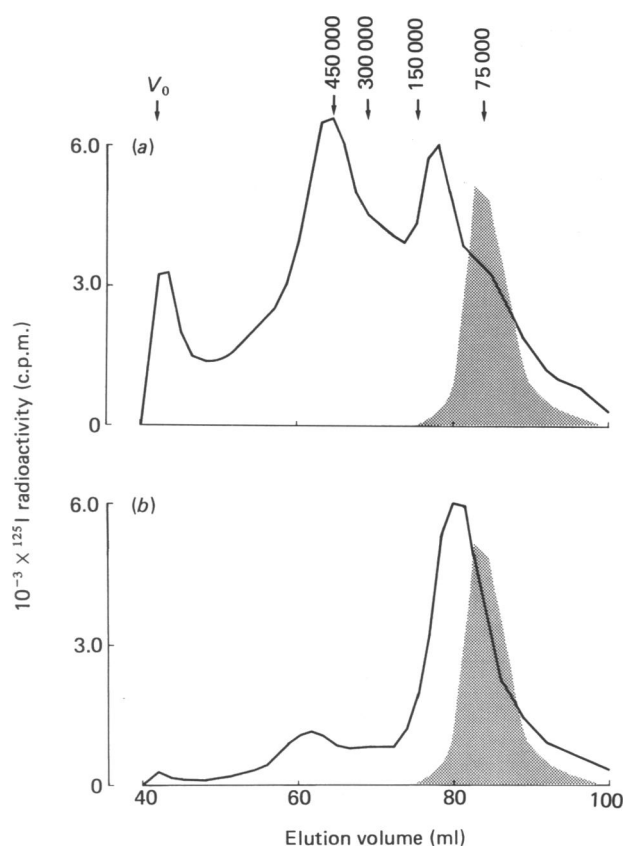 V0
450 000
300 000
150 000
75 000
(a)
6.0
3.0
0
(b)
6.0
3.0
0
40
60
80
100
10−3 × 125I radioactivity (c.p.m.)
Elution volume (ml)